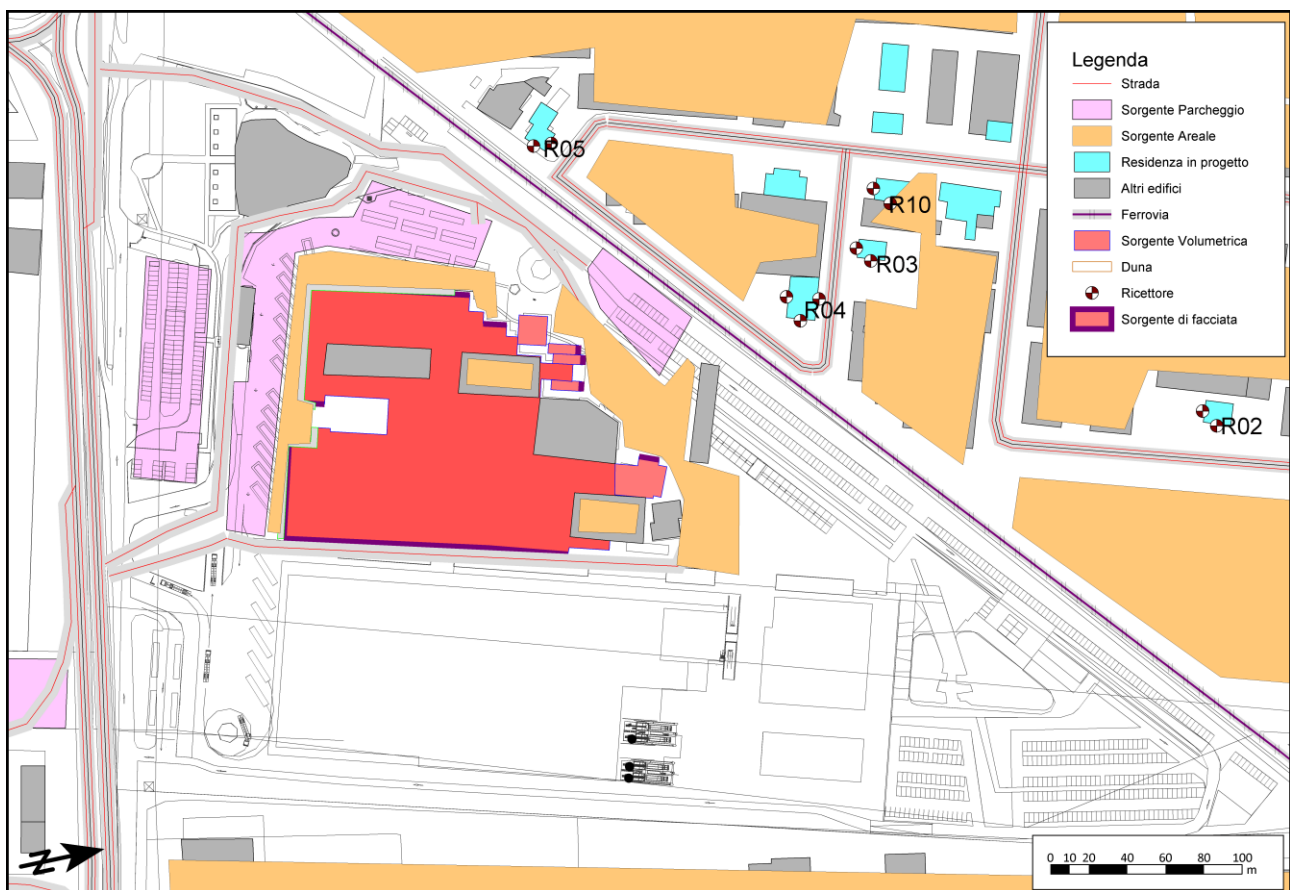 Legenda
Strada
Sorgente Parcheggio
Sorgente Areale
Residenza in progetto
Altri edifici
Ferrovia
Sorgente Volumetrica
Duna
Ricettore
Sorgente di facciata
R05
R10
R03
R04
R02
N
0 10 20 40 60 80 100
m